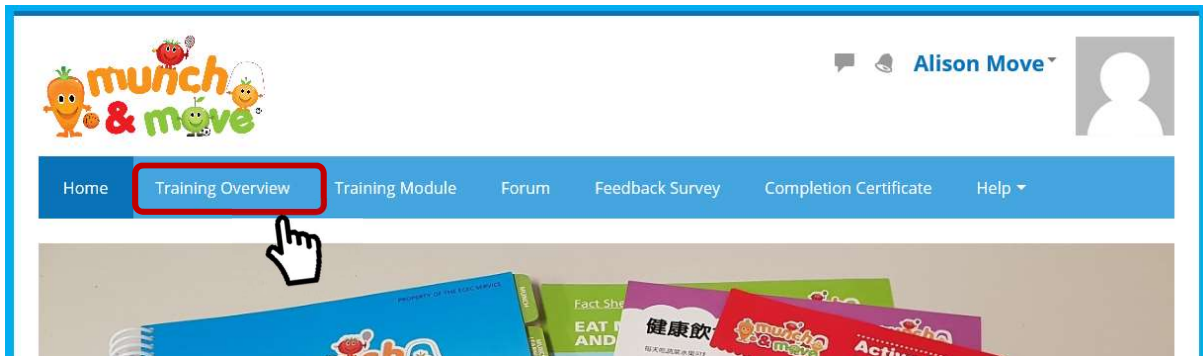 munch
& move
Alison Move
Home Training Overview Training Module Forum Feedback Survey Completion Certificate Help
PROPERTY OF THE ECEC SERVICE
MUNCH
Fact She
EAT
AND
健康飲
munch
& move
Activ